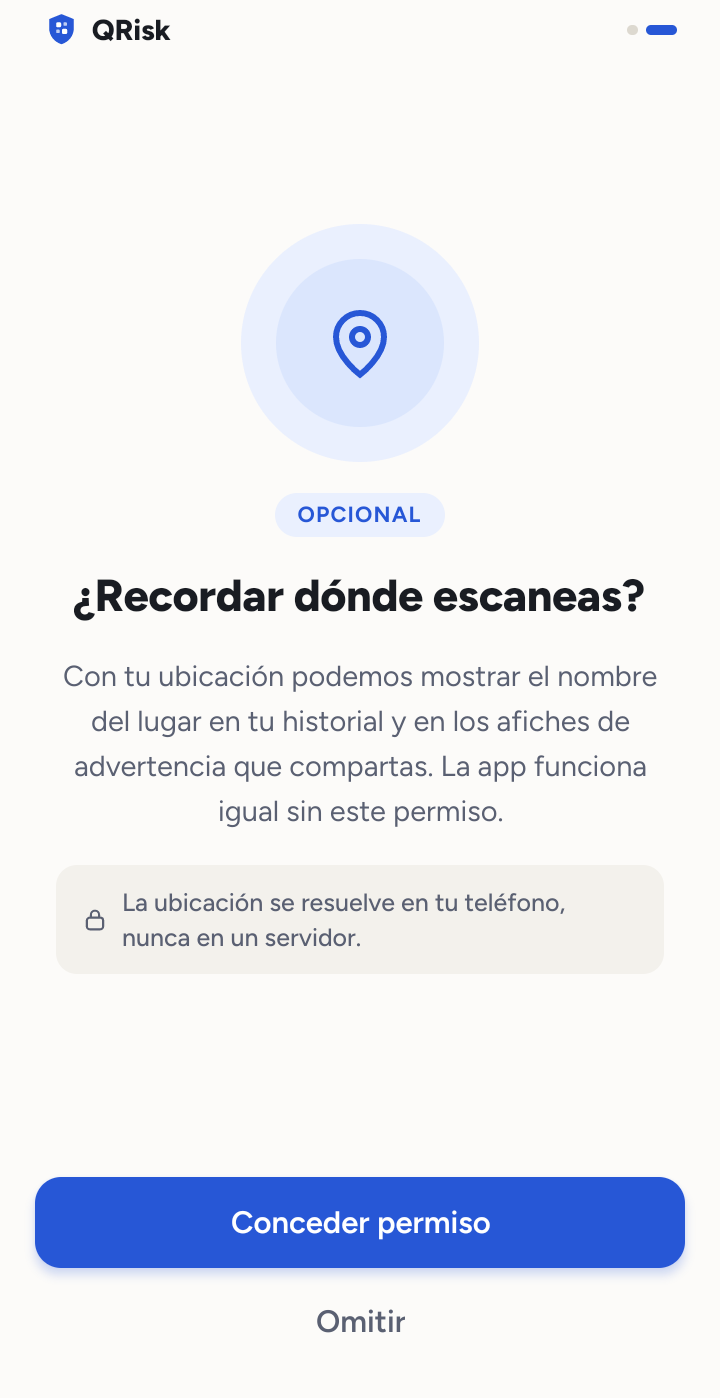 QRisk
OPCIONAL
¿Recordar dónde escaneas?
Con tu ubicación podemos mostrar el nombre
del lugar en tu historial y en los afiches de
advertencia que compartas. La app funciona
igual sin este permiso.
La ubicación se resuelve en tu teléfono,
nunca en un servidor.
Conceder permiso
Omitir